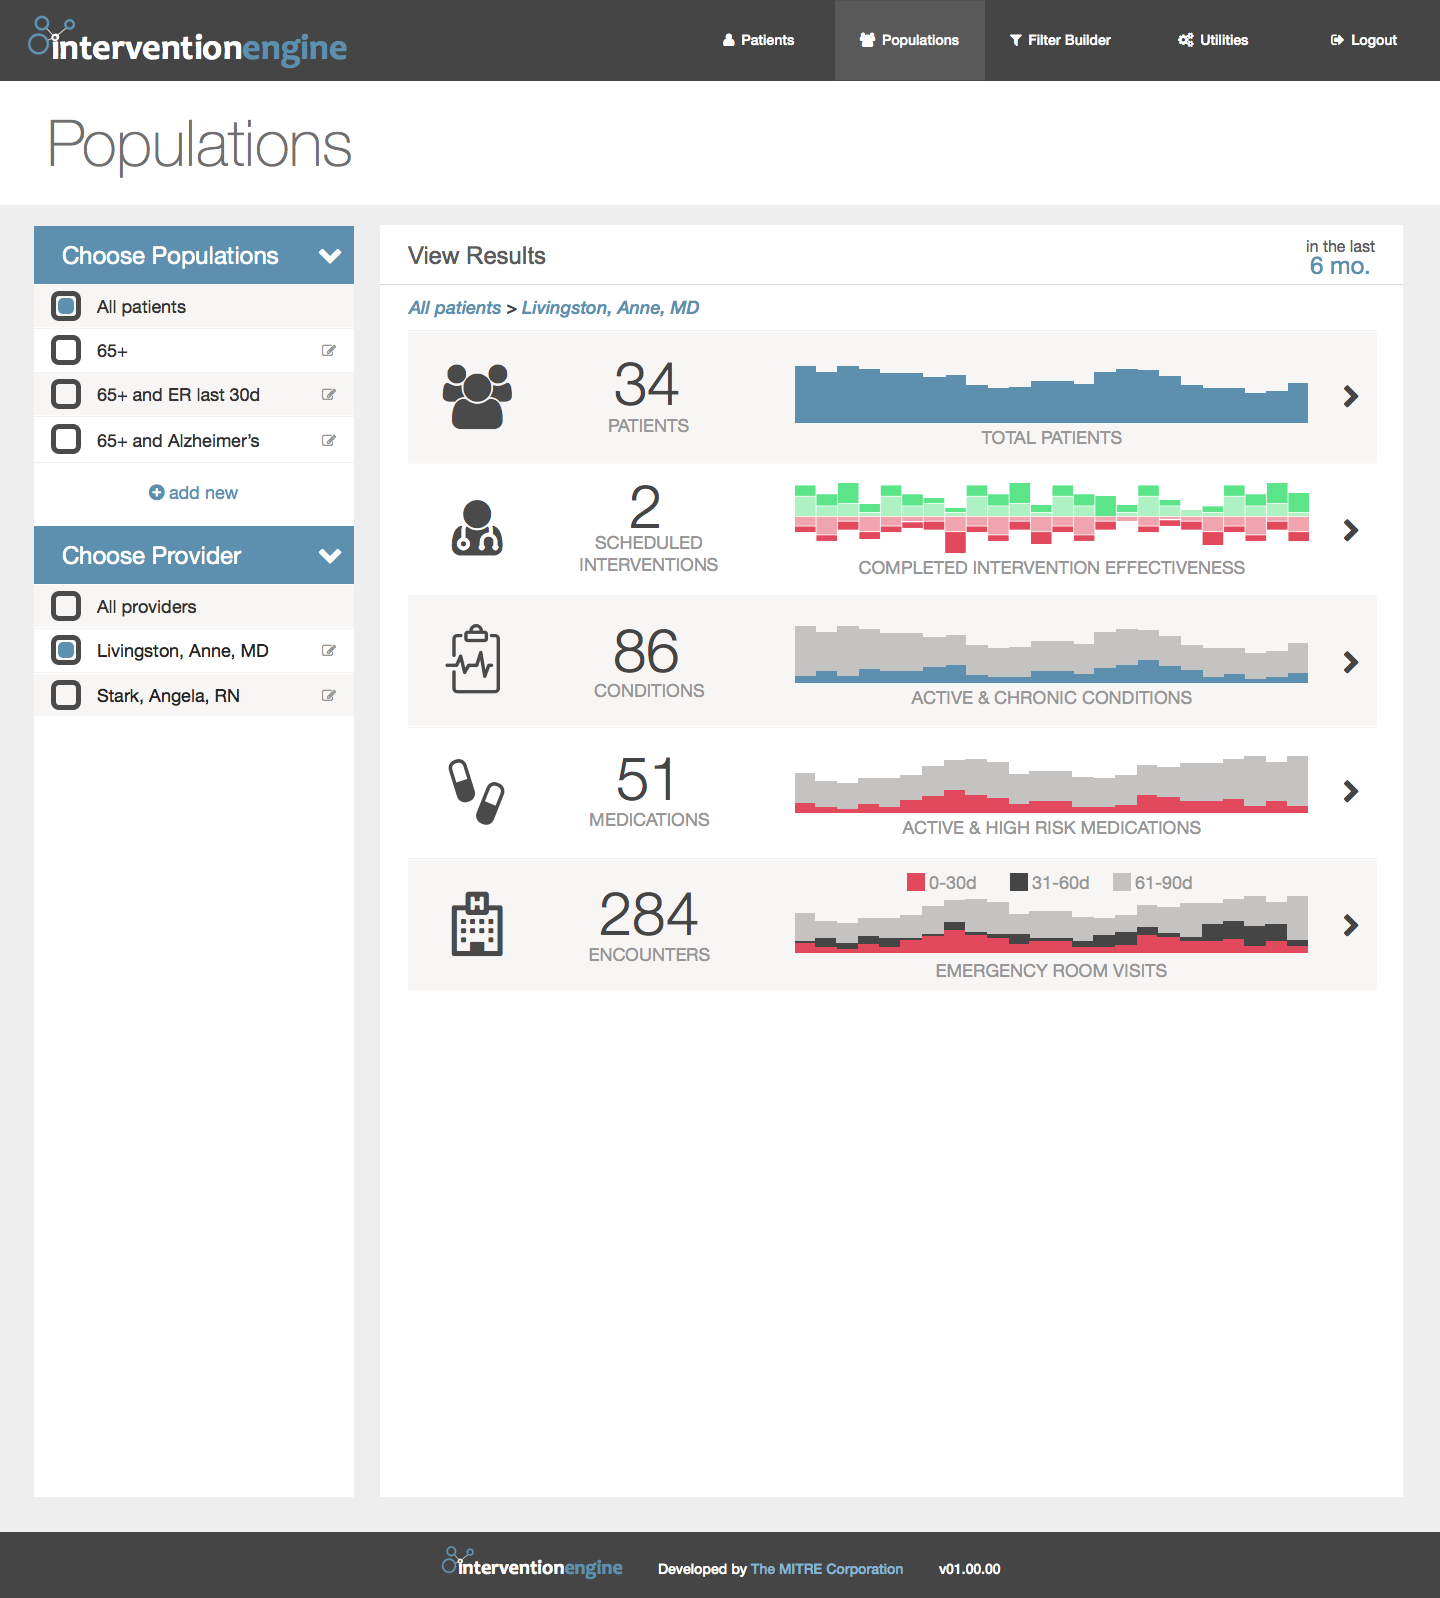 interventionengine
Patients
Populations
Filter Builder
Utilities
Logout
Populations
Choose Populations
All patients
65+
65+ and ER last 30d
65+ and Alzheimer's
add new
Choose Provider
All providers
Livingston, Anne, MD
Stark, Angela, RN
View Results
in the last
6 mo.
All patients > Livingston, Anne, MD
34
PATIENTS
TOTAL PATIENTS
2
SCHEDULED
INTERVENTIONS
COMPLETED INTERVENTION EFFECTIVENESS
86
CONDITIONS
ACTIVE & CHRONIC CONDITIONS
51
MEDICATIONS
ACTIVE & HIGH RISK MEDICATIONS
H
284
ENCOUNTERS
0-30d
31-60d
61-90d
EMERGENCY ROOM VISITS
interventionengine
Developed by The MITRE Corporation
v01.00.00